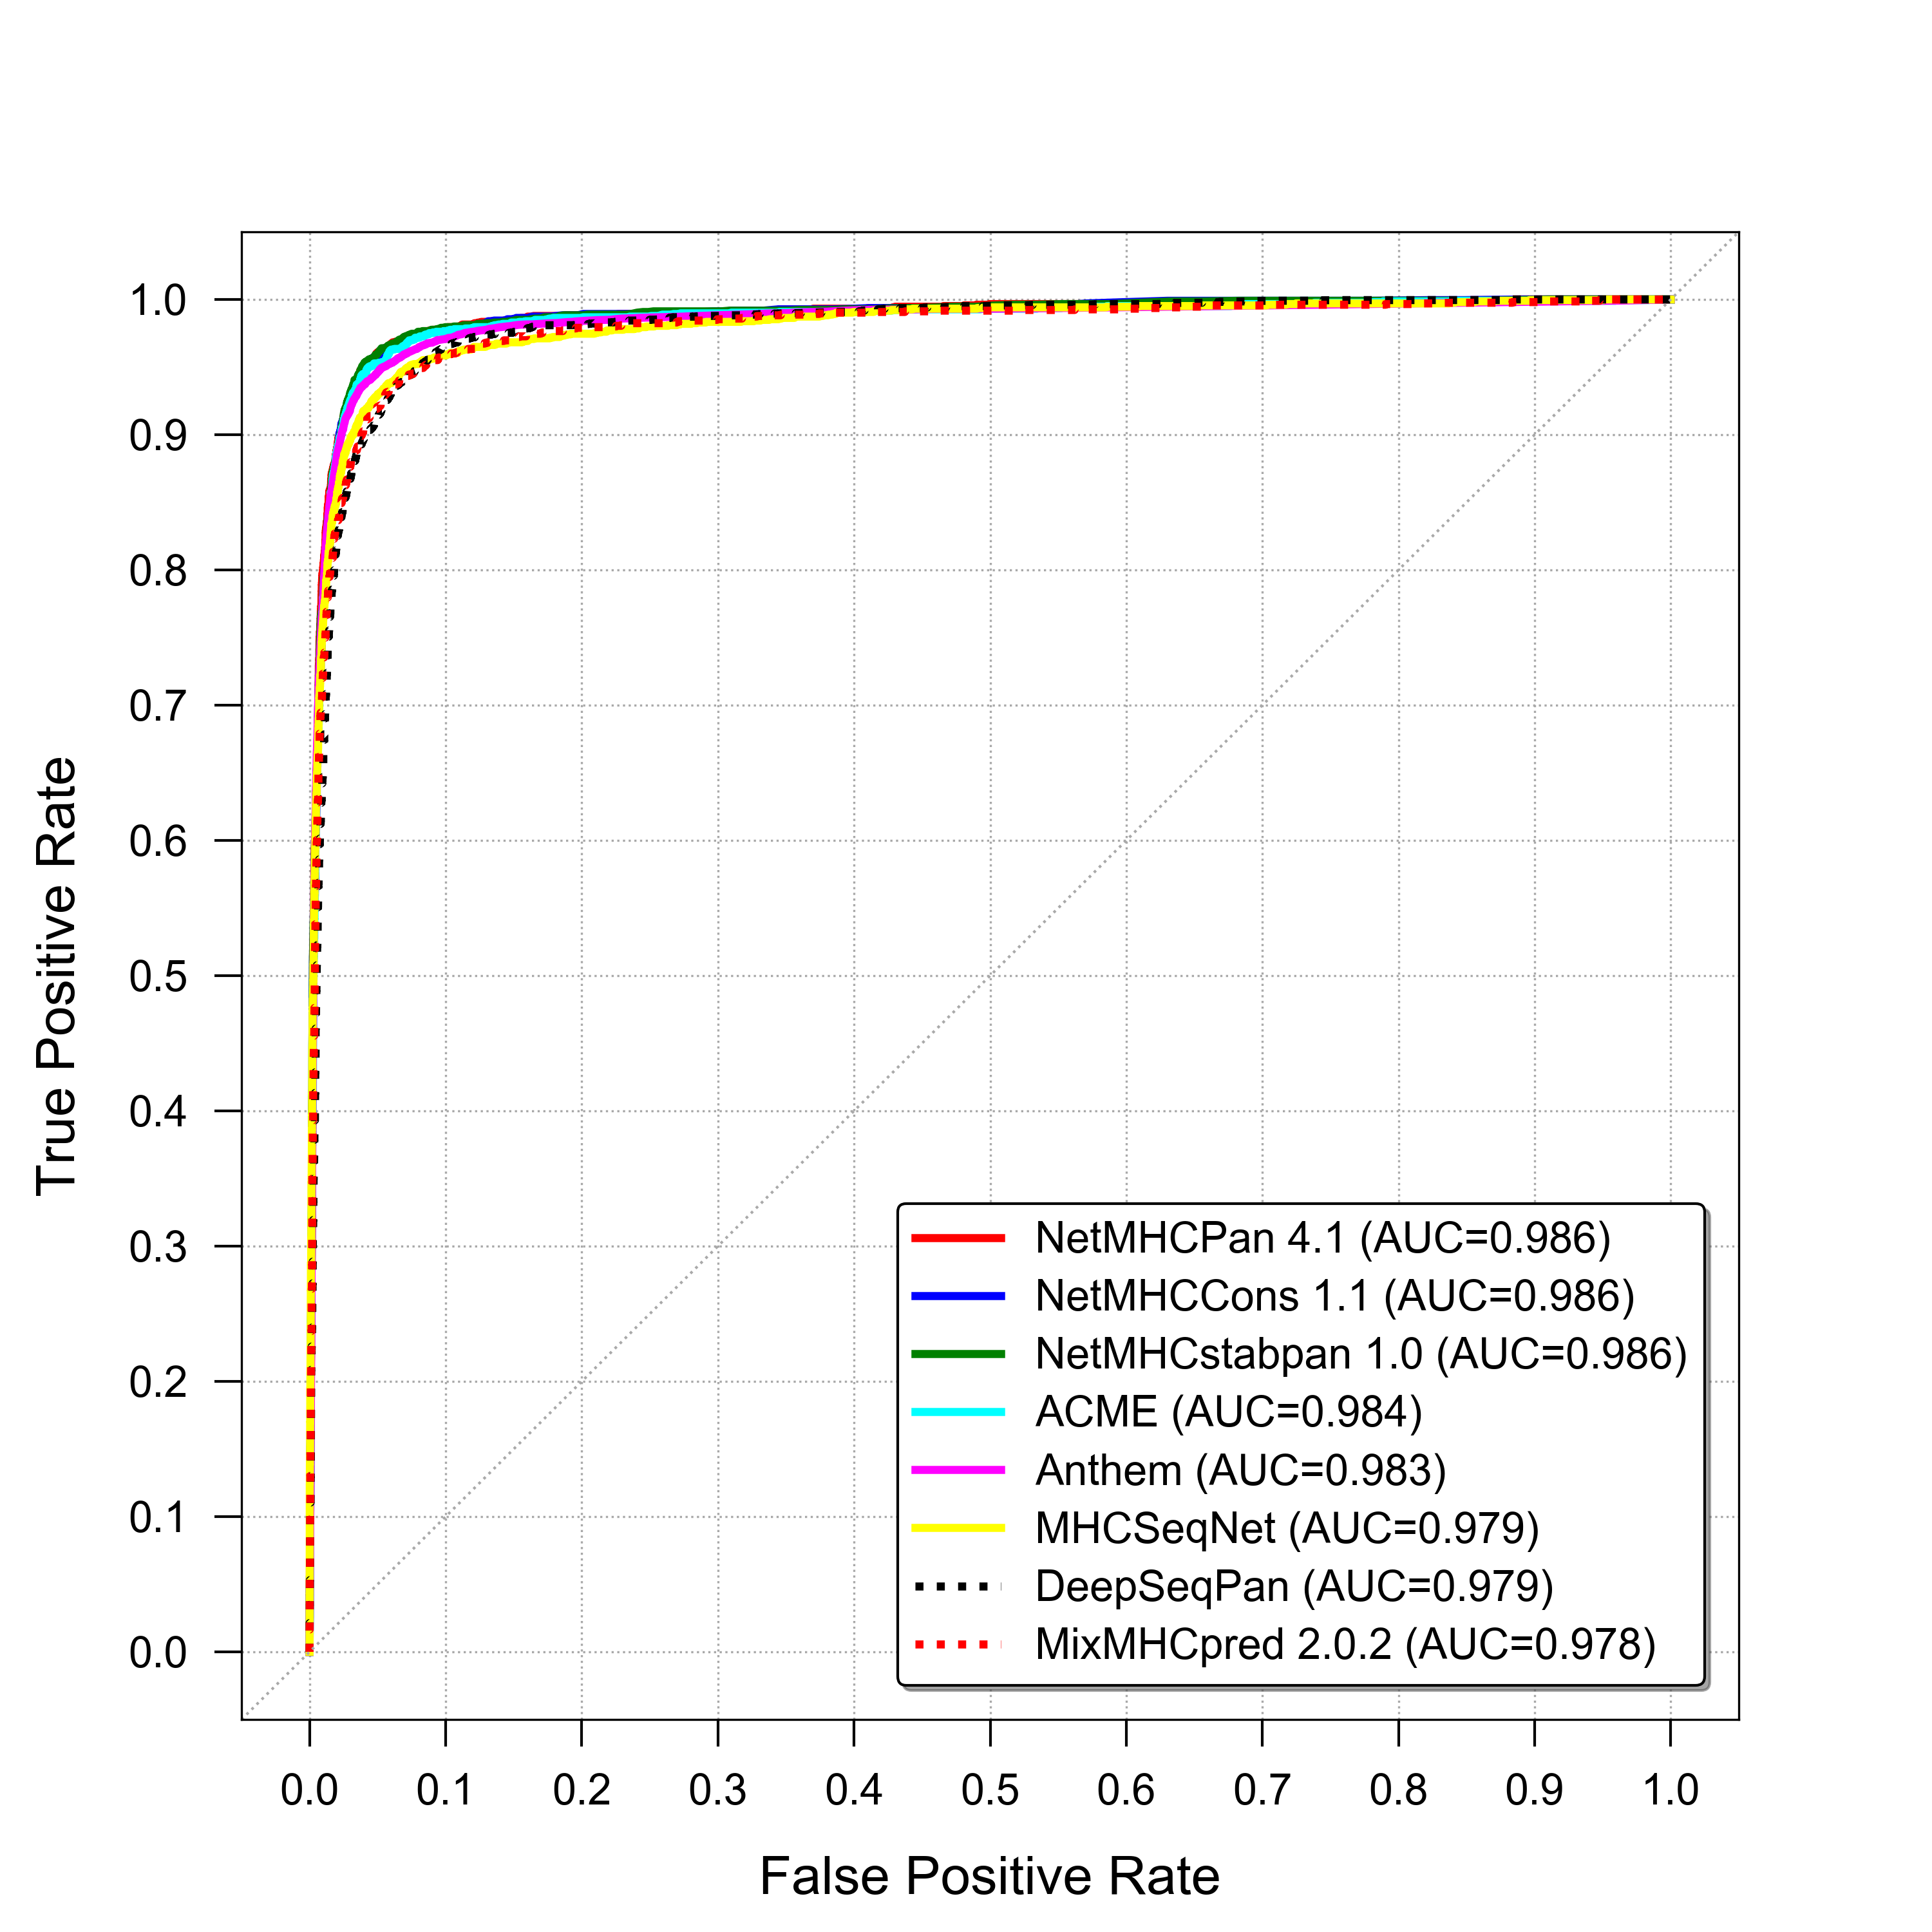 1.0
0.9
0.8
0.7
0.6
0.5
0.4
0.3
0.2
0.1
0.0
True Positive Rate
NetMHCPan 4.1 (AUC=0.986)
NetMHCCons 1.1 (AUC=0.986)
NetMHCstabpan 1.0 (AUC=0.986)
ACME (AUC=0.984)
Anthem (AUC=0.983)
MHCSeqNet (AUC=0.979)
DeepSeqPan (AUC=0.979)
MixMHCpred 2.0.2 (AUC=0.978)
0.0 0.1 0.2 0.3 0.4 0.5 0.6 0.7 0.8 0.9 1.0
False Positive Rate